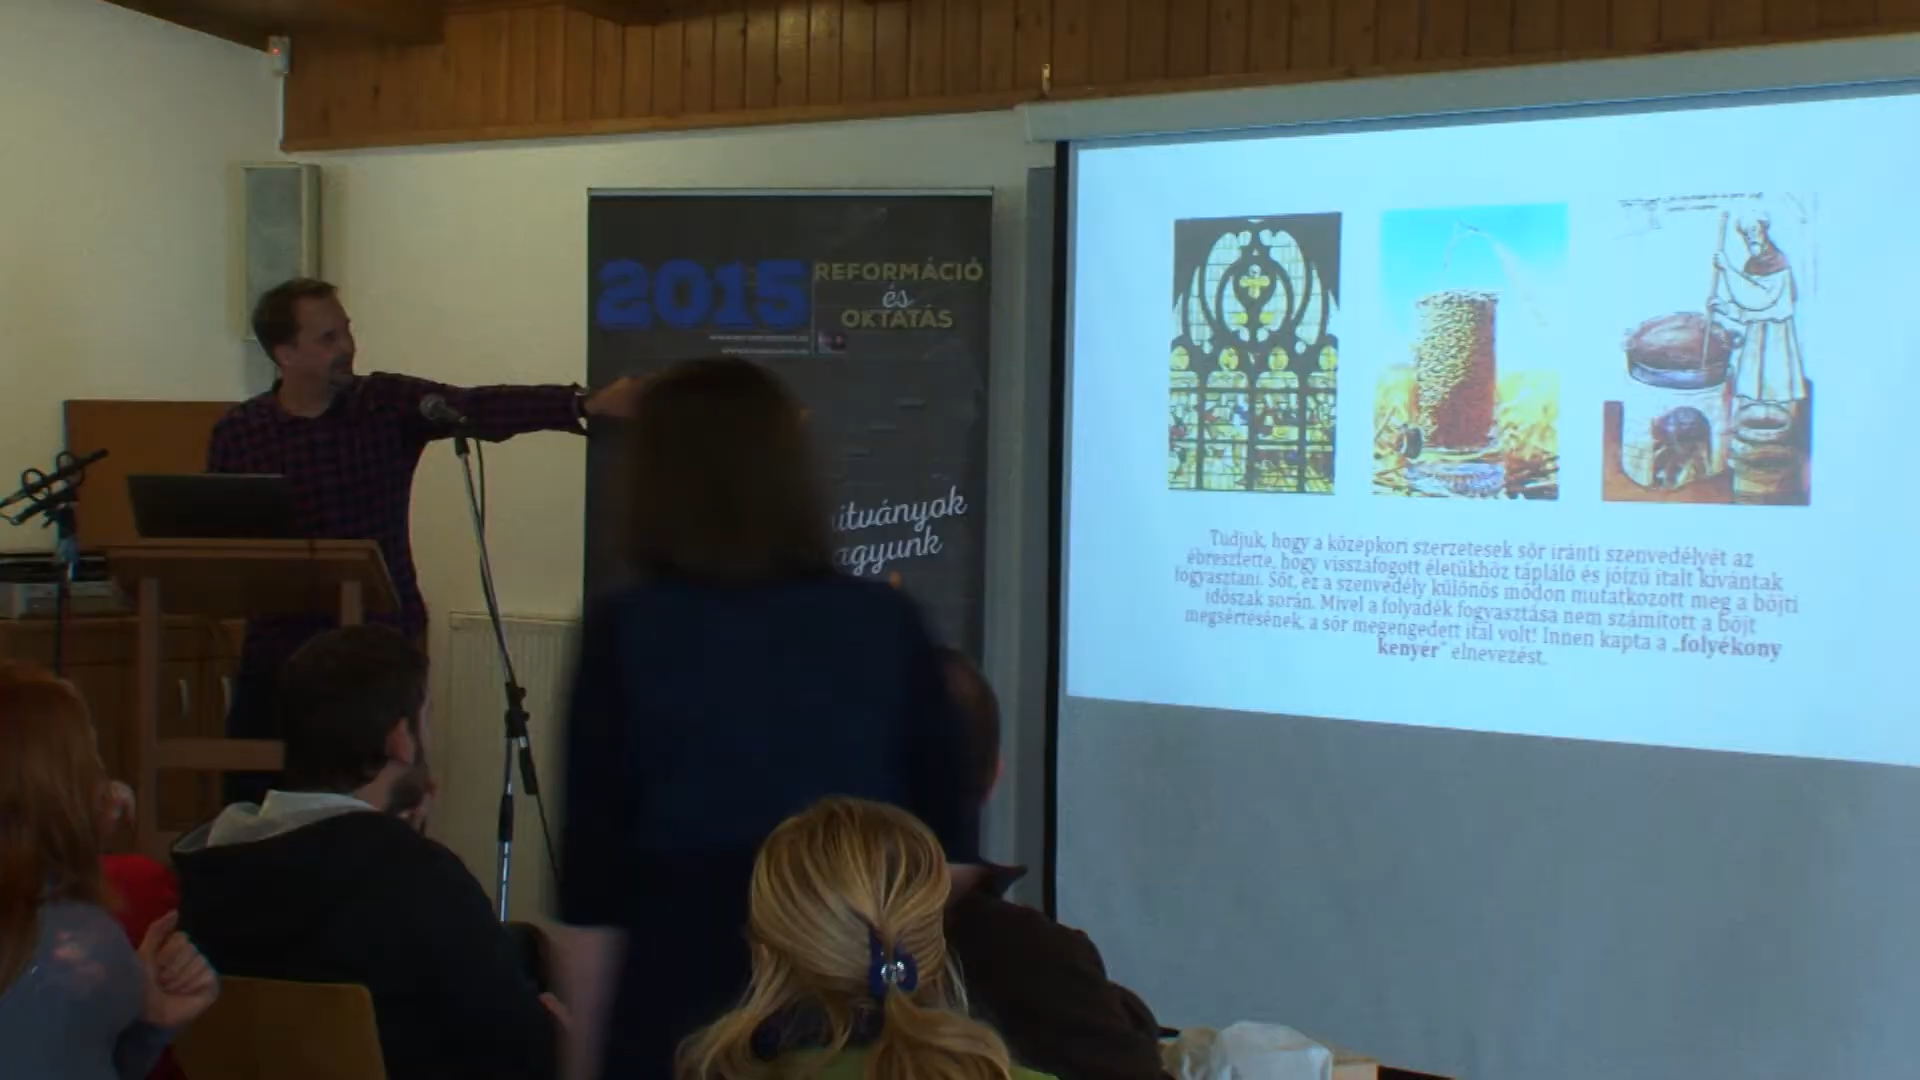 2015
REFORMÁCIÓ
és
OKTATÁS
Tudjuk, hogy a középkori szerzetesek sör iránti szenvedélyét az
ébresztette, hogy visszafogott életükhöz tápláló és jóízű italt kívántak
fogyasztani. Sőt, ez a szenvedély különös módon mutatkozott meg a böjti
időszak során. Mivel a folyadék fogyasztása nem számított a böjt
megsértésének, a sör megengedett ital volt! Innen kapta a „folyékony
kenyér" elnevezést.